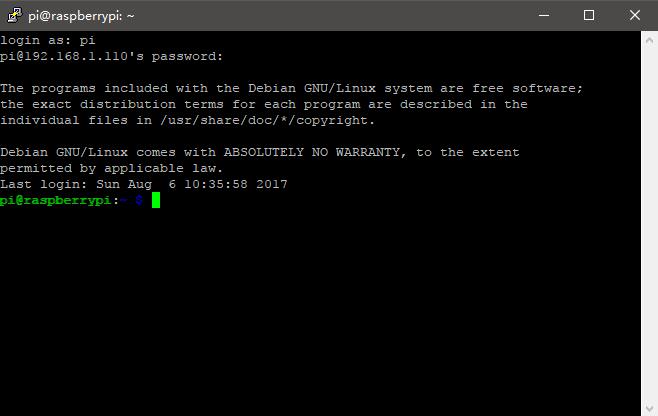 pi@raspberrypi: ~
login as: pi
pi@192.168.1.110's password:
The programs included with the Debian GNU/Linux system are free software;
the exact distribution terms for each program are described in the
individual files in /usr/share/doc/*/copyright.
Debian GNU/Linux comes with ABSOLUTELY NO WARRANTY, to the extent
permitted by applicable law.
Last login: Sun Aug  6 10:35:58 2017
pi@raspberrypi:~ $